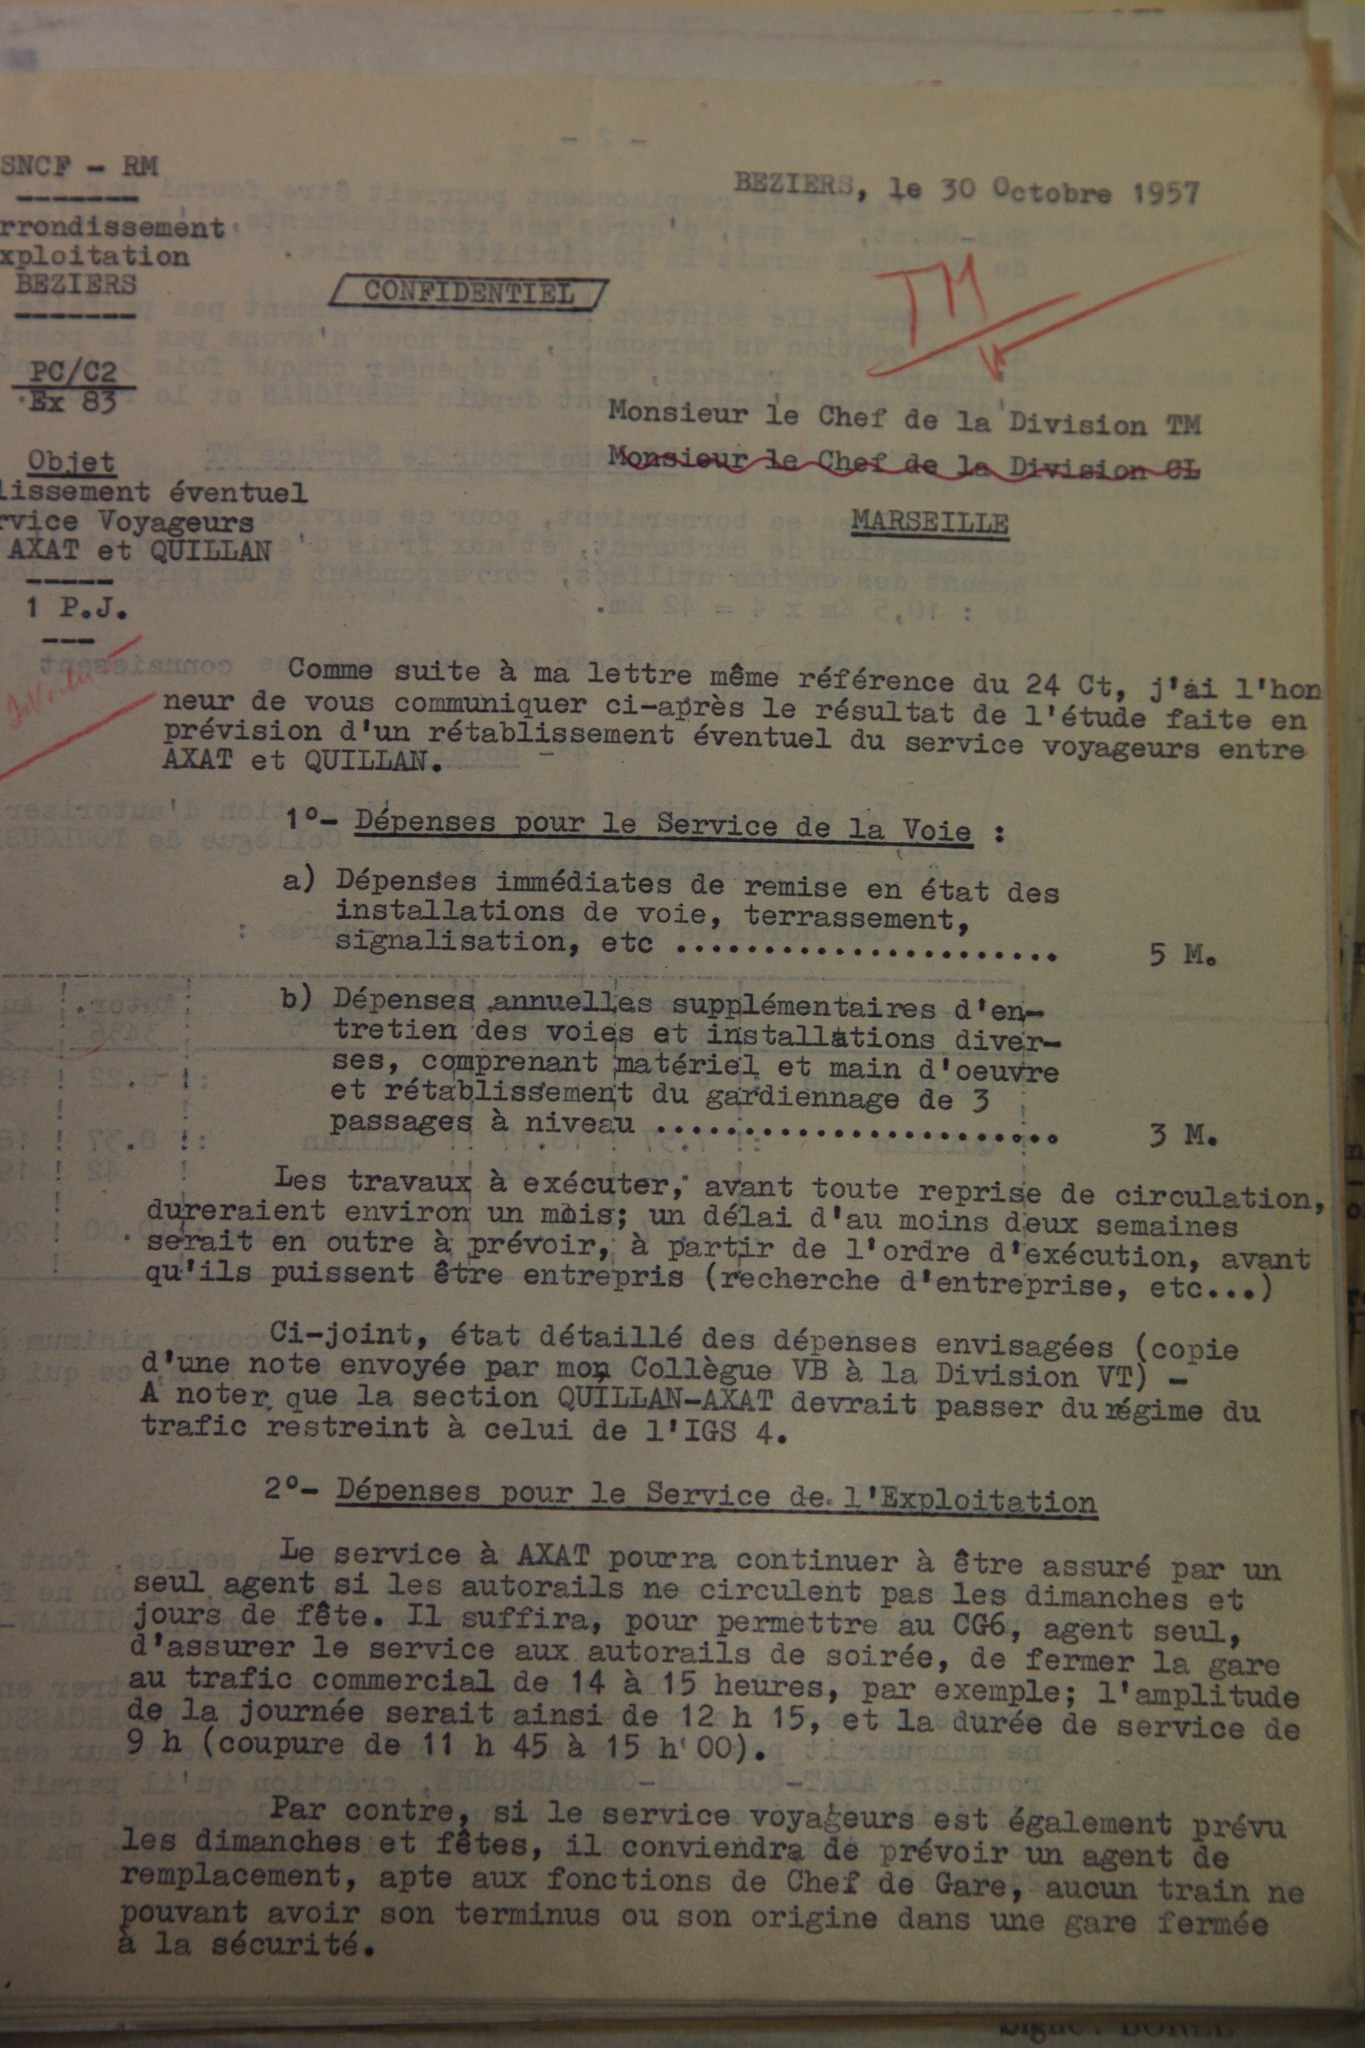 SNCF - RM
BEZIERS, le 30 Octobre 1957
rrondissement
xploitation
BEZIERS
CONFIDENTIEL
TM
PC/C2
Ex 83
Monsieur le Chef de la Division TM
Monsieur le Chef de la Division CL
MARSEILLE
Objet
lissement éventuel
rvice Voyageurs
AXAT et QUILLAN
1 P.J.
Comme suite à ma lettre même référence du 24 Ct, j'ai l'hon
neur de vous communiquer ci-après le résultat de l'étude faite en
prévision d'un rétablissement éventuel du service voyageurs entre
AXAT et QUILLAN.
1°- Dépenses pour le Service de la Voie :
a) Dépenses immédiates de remise en état des
installations de voie, terrassement,
signalisation, etc ...................... 5 M.
b) Dépenses annuelles supplémentaires d'en-
tretien des voies et installations diver-
ses, comprenant matériel et main d'oeuvre
et rétablissement du gardiennage de 3
passages à niveau ....................... 3 M.
Les travaux à exécuter, avant toute reprise de circulation,
dureraient environ un mois; un délai d'au moins deux semaines
serait en outre à prévoir, à partir de l'ordre d'exécution, avant
qu'ils puissent être entrepris (recherche d'entreprise, etc...)
Ci-joint, état détaillé des dépenses envisagées (copie
d'une note envoyée par mon Collègue VB à la Division VT) -
A noter que la section QUILLAN-AXAT devrait passer du régime du
trafic restreint à celui de l'IGS 4.
2°- Dépenses pour le Service de l'Exploitation
Le service à AXAT pourra continuer à être assuré par un
seul agent si les autorails ne circulent pas les dimanches et
jours de fête. Il suffira, pour permettre au CG6, agent seul,
d'assurer le service aux autorails de soirée, de fermer la gare
au trafic commercial de 14 à 15 heures, par exemple; l'amplitude
de la journée serait ainsi de 12 h 15, et la durée de service de
9 h (coupure de 11 h 45 à 15 h 00).
Par contre, si le service voyageurs est également prévu
les dimanches et fêtes, il conviendra de prévoir un agent de
remplacement, apte aux fonctions de Chef de Gare, aucun train ne
pouvant avoir son terminus ou son origine dans une gare fermée
à la sécurité.